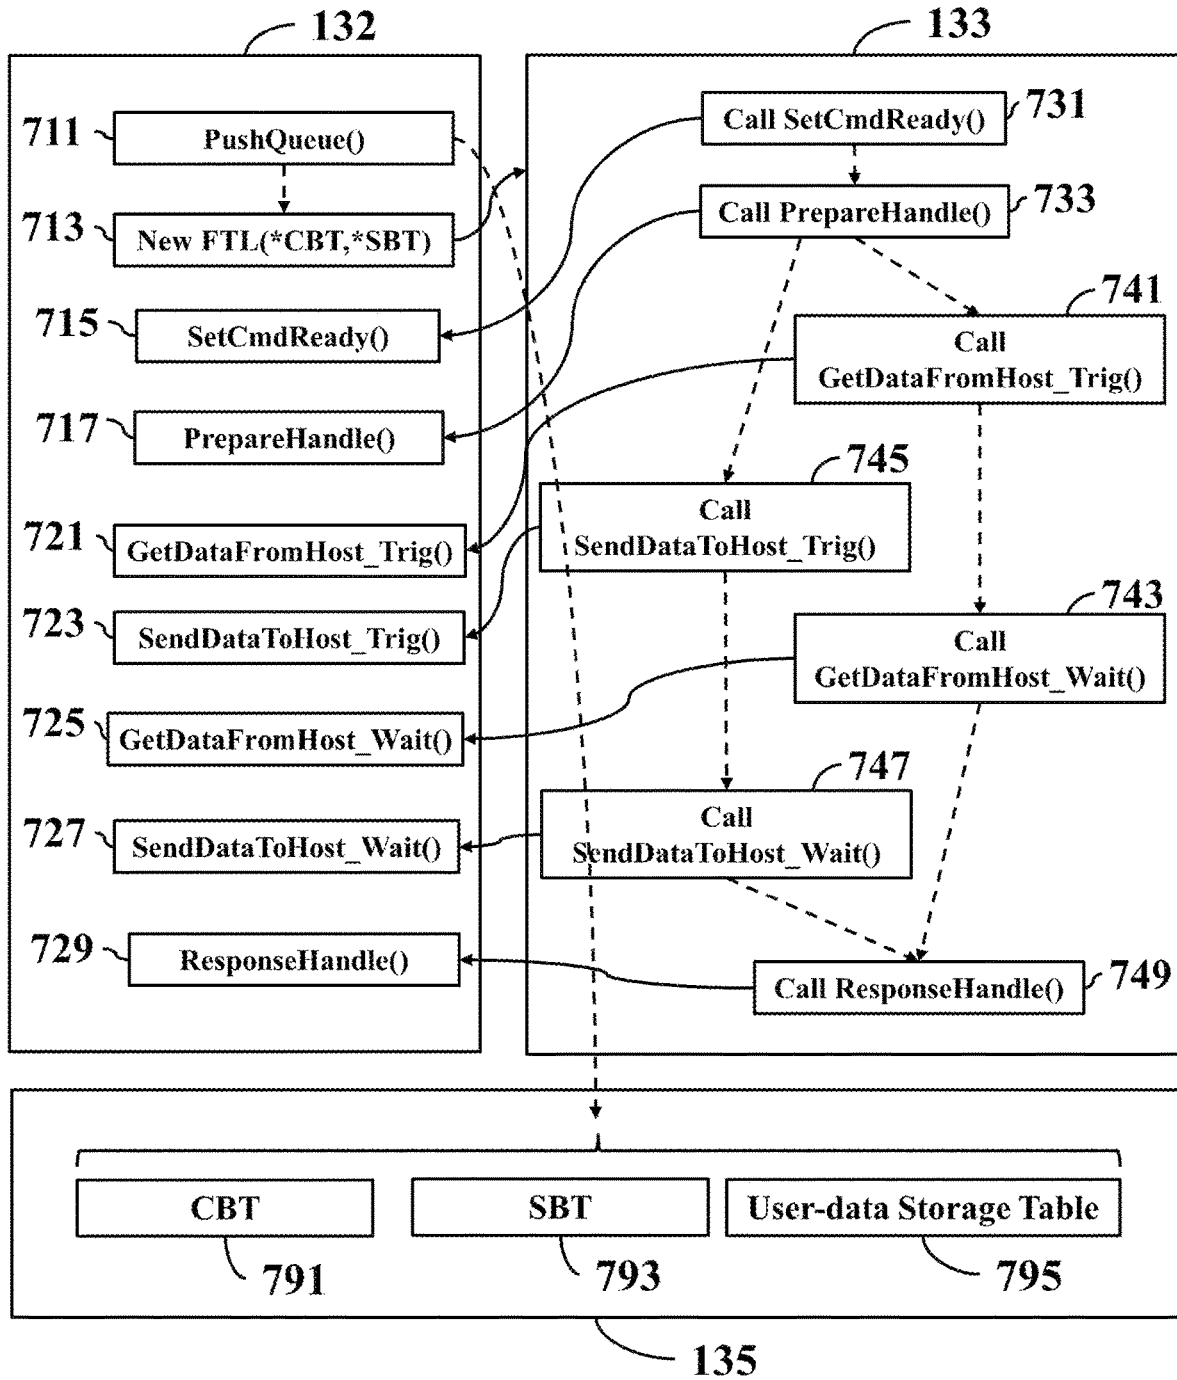 132
133
711
PushQueue()
713
New FTL(*CBT,*SBT)
715
SetCmdReady()
717
PrepareHandle()
721
GetDataFromHost_Trig()
723
SendDataToHost_Trig()
725
GetDataFromHost_Wait()
727
SendDataToHost_Wait()
729
ResponseHandle()
Call SetCmdReady()
731
Call PrepareHandle()
733
741
Call
GetDataFromHost_Trig()
745
Call
SendDataToHost_Trig()
743
Call
GetDataFromHost_Wait()
747
Call
SendDataToHost_Wait()
Call ResponseHandle()
749
CBT
SBT
User-data Storage Table
791
793
795
135